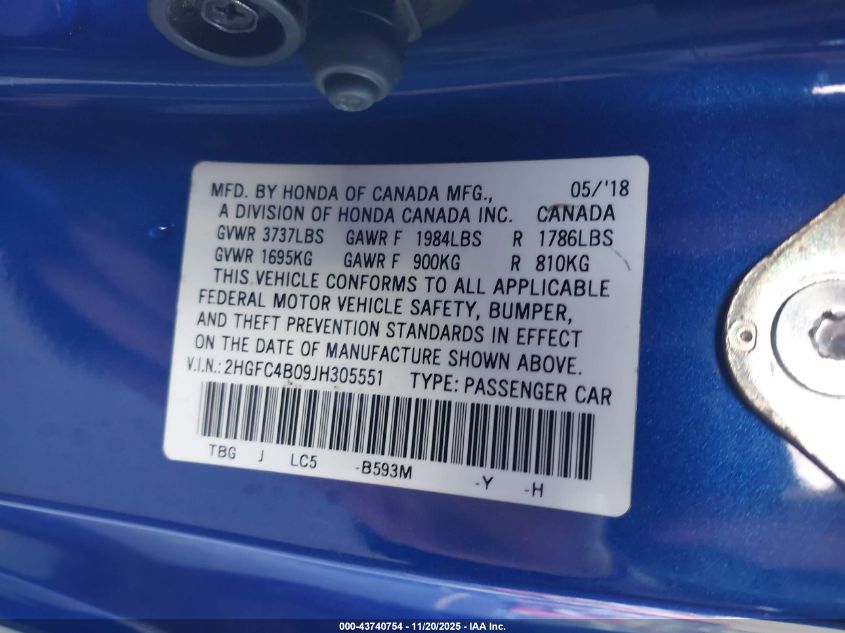 MFD. BY HONDA OF CANADA MFG., 05/'18
A DIVISION OF HONDA CANADA INC. CANADA
GVWR 3737LBS GAWR F 1984LBS R 1786LBS
GVWR 1695KG GAWR F 900KG R 810KG
THIS VEHICLE CONFORMS TO ALL APPLICABLE
FEDERAL MOTOR VEHICLE SAFETY, BUMPER,
AND THEFT PREVENTION STANDARDS IN EFFECT
ON THE DATE OF MANUFACTURE SHOWN ABOVE.
V.I.N.: 2HGFC4B09JH305551 TYPE: PASSENGER CAR
TBG J LC5 -B593M -Y -H
000-43740754 - 11/20/2025 - IAA Inc.